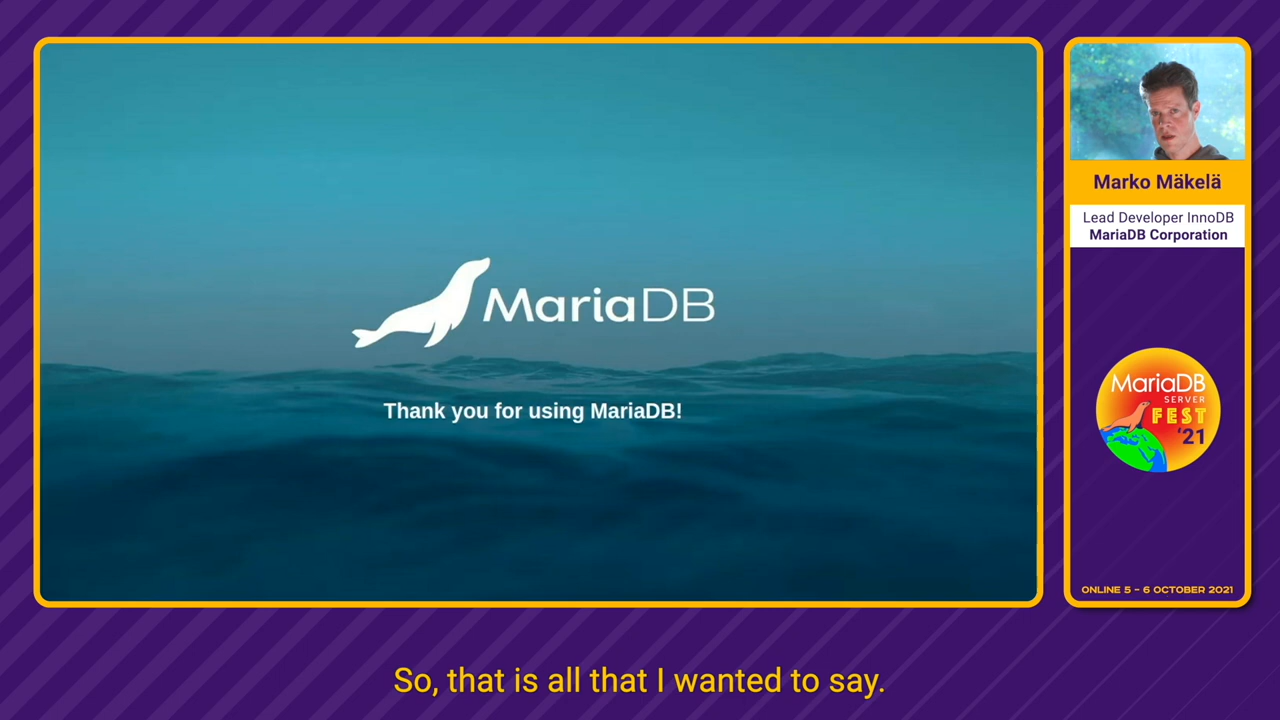 MariaDB
Thank you for using MariaDB!
Marko Mäkelä
Lead Developer InnoDB
MariaDB Corporation
MariaDB
SERVER
FEST
'21
ONLINE 5 - 6 OCTOBER 2021
So, that is all that I wanted to say.